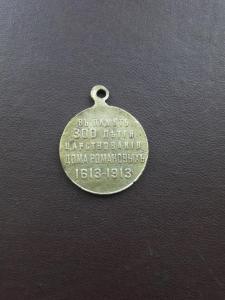 ВЪ ПАМЯТЬ
300 ЛѢТІЯ
ЦАРСТВОВАНІЯ
ДОМА РОМАНОВЫХЪ
1613-1913